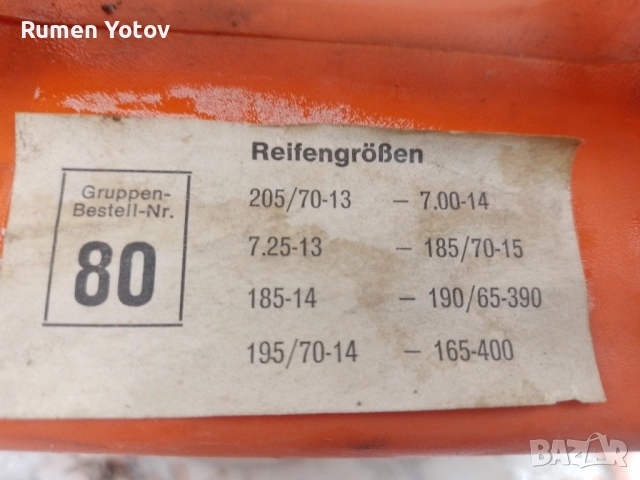 Rumen Yotov
Reifengrößen
Gruppen-
Bestell-Nr.
80
205/70-13 – 7.00-14
7.25-13 – 185/70-15
185-14 – 190/65-390
195/70-14 – 165-400
BAZAR